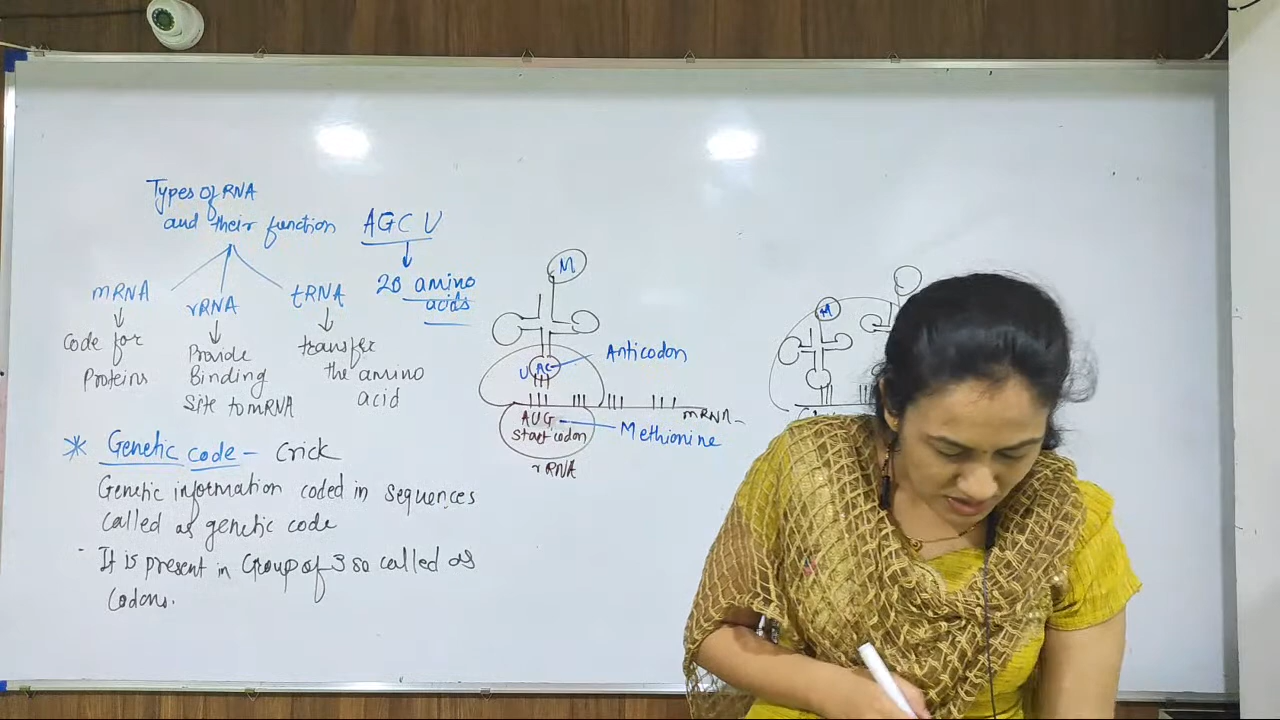 Types of RNA
and their function
AGCU
20 amino
acids
mRNA
rRNA
tRNA
Code for
Proteins
Provide
Binding
Site to mRNA
transfer
the amino
acid
* Genetic code - Crick
Genetic information coded in sequences
called as genetic code
It is present in Group of 3 so called as
Codons.
M
U AC
Anticodon
mRNA
AUG
Start codon
Methionine
rRNA
M